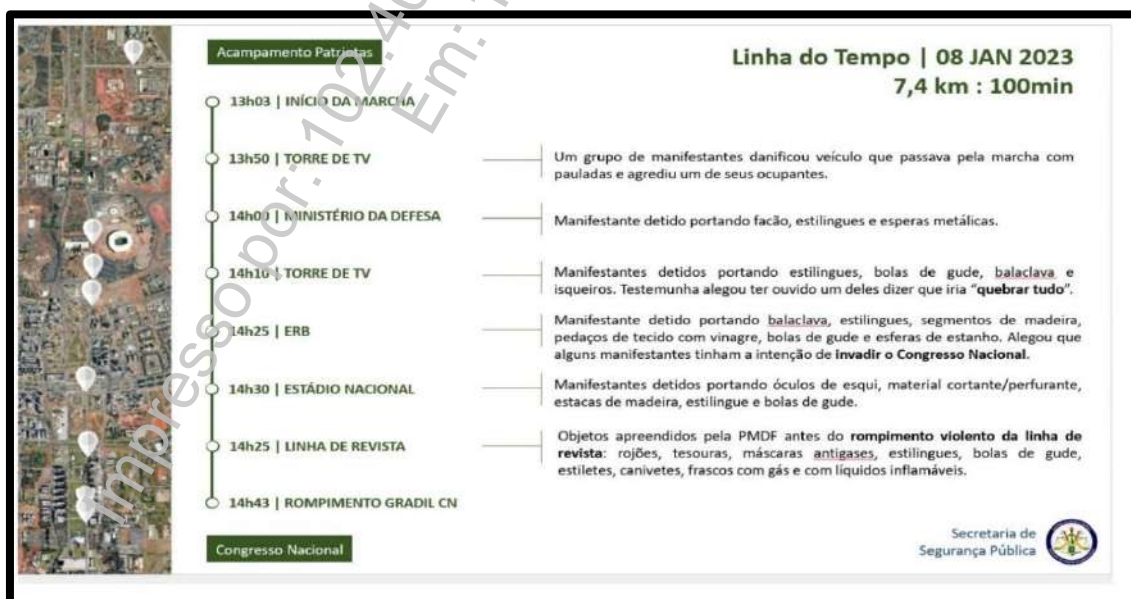 Acampamento Patriotas
Linha do Tempo | 08 JAN 2023
7,4 km : 100min
13h03 | INÍCIO DA MARCHA
13h50 | TORRE DE TV
Um grupo de manifestantes danificou veículo que passava pela marcha com
pauladas e agrediu um de seus ocupantes.
14h00 | MINISTÉRIO DA DEFESA
Manifestante detido portando facão, estilingues e esperas metálicas.
14h10 | TORRE DE TV
Manifestantes detidos portando estilingues, bolas de gude, balaclava e
isqueiros. Testemunha alegou ter ouvido um deles dizer que iria “quebrar tudo”.
14h25 | ERB
Manifestante detido portando balaclava, estilingues, segmentos de madeira,
pedaços de tecido com vinagre, bolas de gude e esferas de estanho. Alegou que
alguns manifestantes tinham a intenção de invadir o Congresso Nacional.
14h30 | ESTÁDIO NACIONAL
Manifestantes detidos portando óculos de esqui, material cortante/perfurante,
estacas de madeira, estilingue e bolas de gude.
14h25 | LINHA DE REVISTA
Objetos apreendidos pela PMDF antes do rompimento violento da linha de
revista: rojões, tesouras, máscaras antigases, estilingues, bolas de gude,
estiletes, canivetes, frascos com gás e com líquidos inflamáveis.
14h43 | ROMPIMENTO GRADIL CN
Congresso Nacional
Secretaria de
Segurança Pública
Impresso por: 102.4
Em: